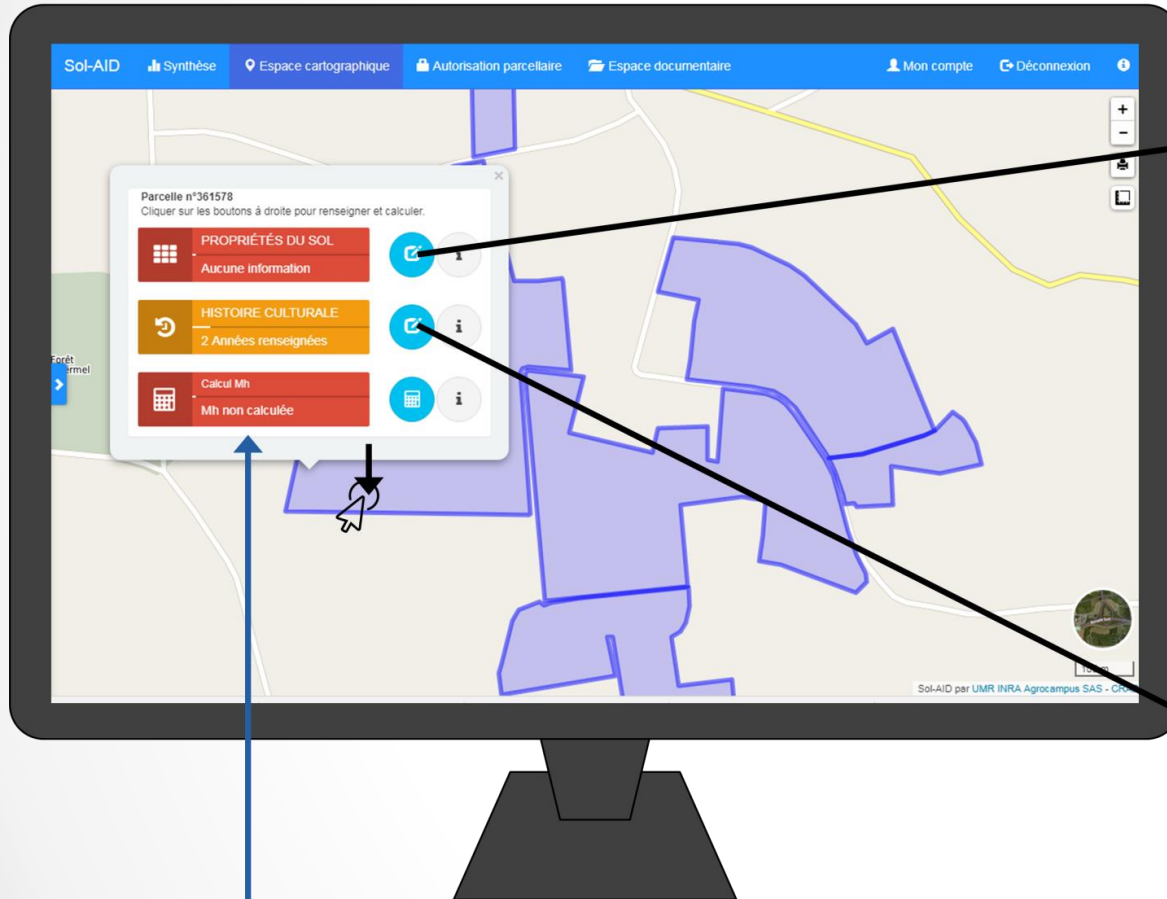 Sol-AID Synthèse Espace cartographique Autorisation parcellaire Espace documentaire Mon compte Déconnexion
Parcelle n°361578
Cliquer sur les boutons à droite pour renseigner et calculer.
PROPRIÉTÉS DU SOL
Aucune information
HISTOIRE CULTURALE
2 Années renseignées
Forêt
Calcul Mh
Mh non calculée
Sol-AID par UMR INRA Agrocampus SAS -